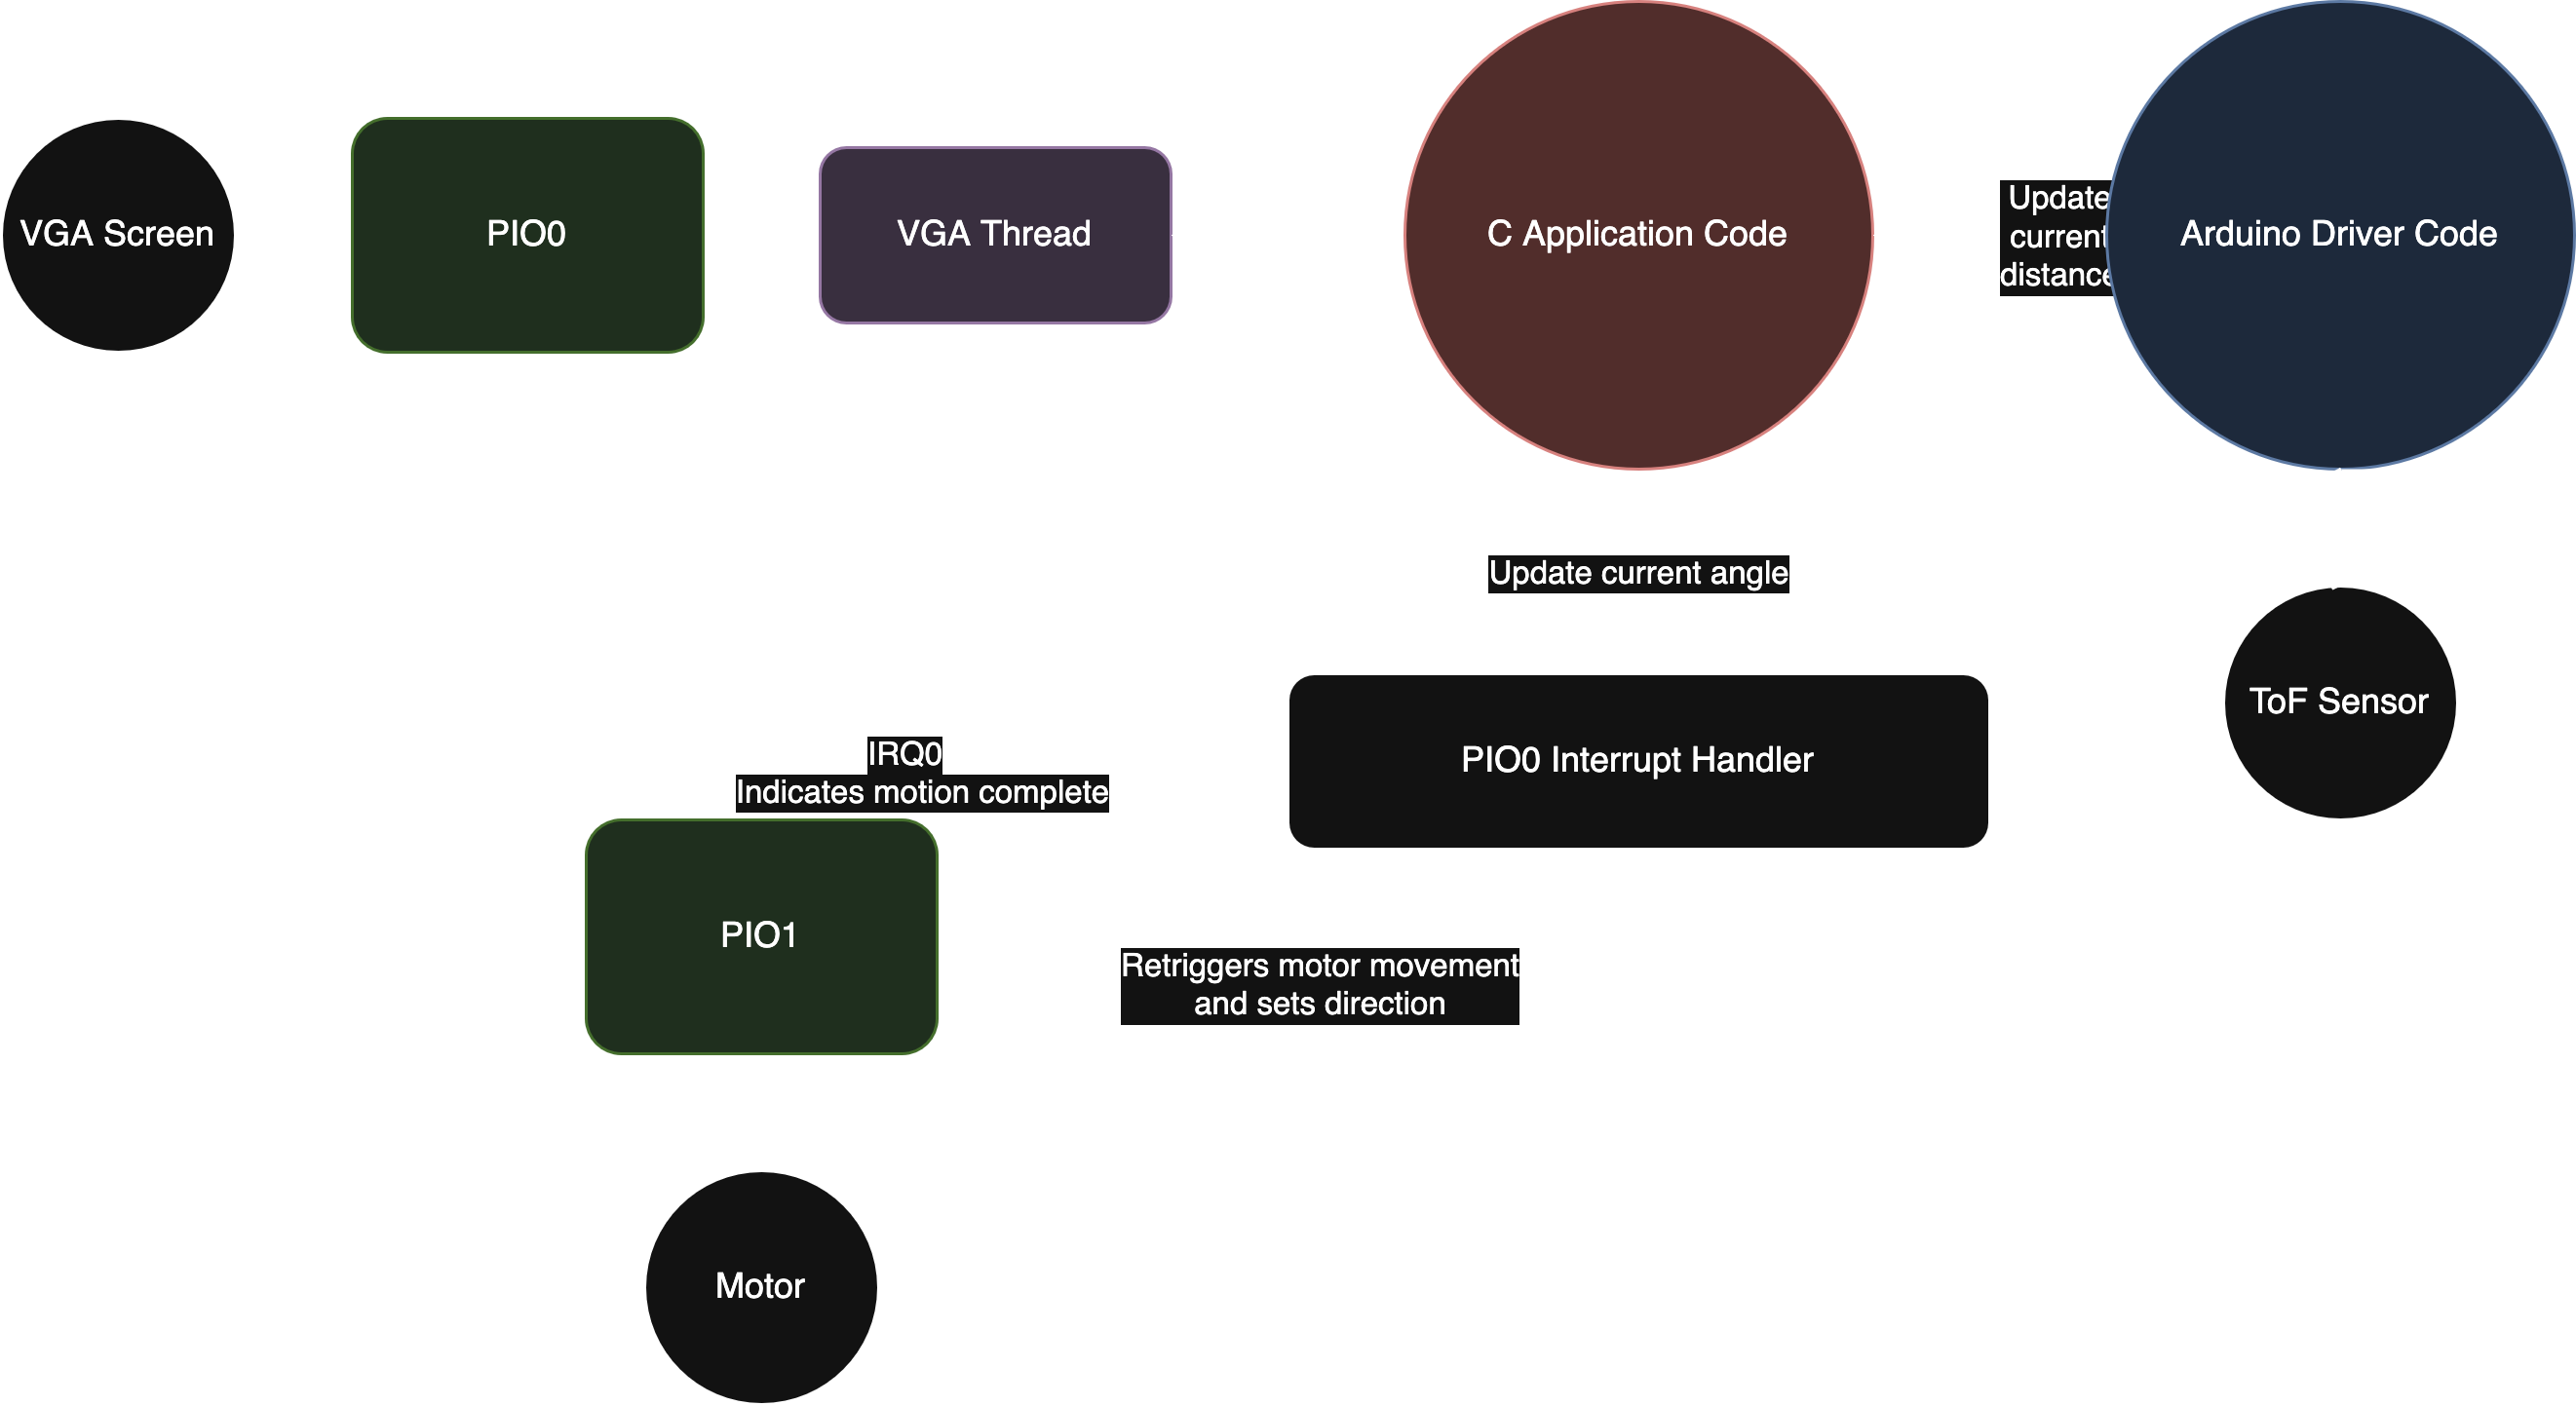 VGA Screen
PIO0
VGA Thread
C Application Code
Update
current
distance
Arduino Driver Code
Update current angle
ToF Sensor
IRQ0
Indicates motion complete
PIO0 Interrupt Handler
PIO1
Retriggers motor movement
and sets direction
Motor